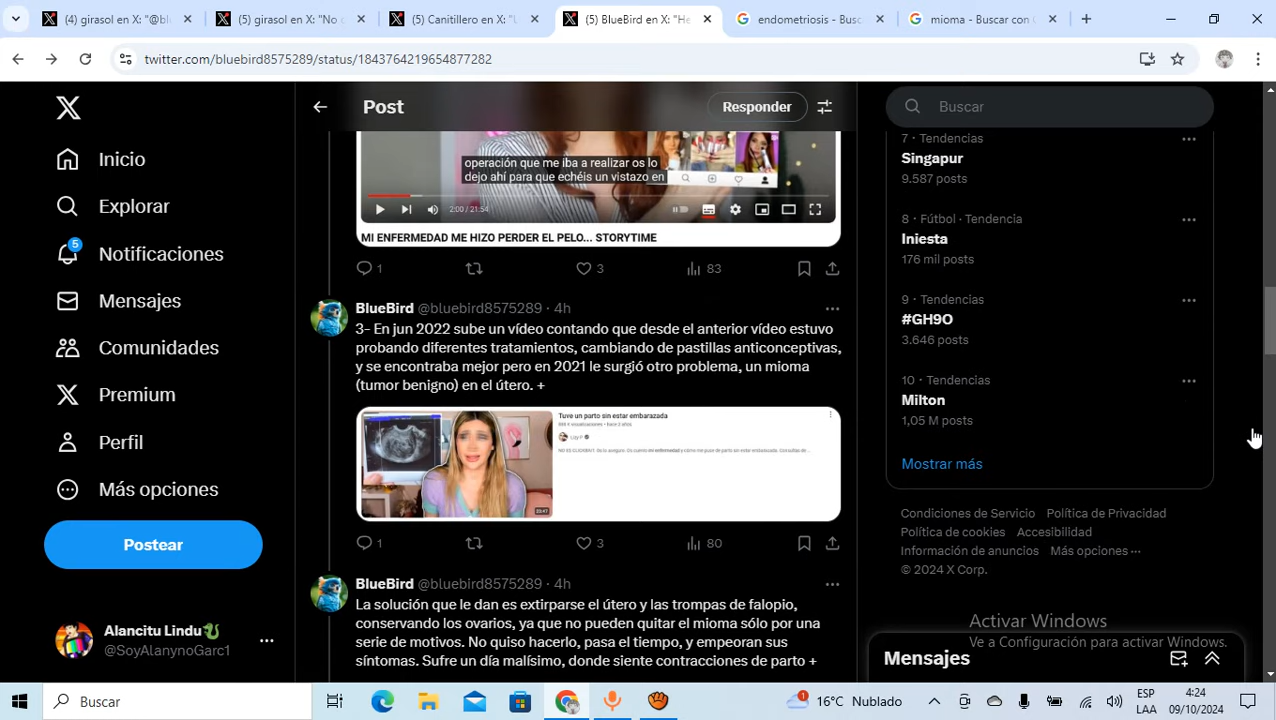 (4) girasol en X: "@bl
(5) girasol en X: "No c
(5) Canitillero en X: "U
(5) BlueBird en X: "He
endometriosis - Busc
mioma - Buscar con G
twitter.com/bluebird8575289/status/1843764219654877282
Inicio
Explorar
5
Notificaciones
Mensajes
Comunidades
Premium
Perfil
Más opciones
Postear
Alancitu Lindu
@SoyAlanynoGarc1
Post
Responder
operación que me iba a realizar os lo
dejo ahí para que echéis un vistazo en
2:00 / 21:54
MI ENFERMEDAD ME HIZO PERDER EL PELO... STORYTIME
1
3
83
BlueBird @bluebird8575289 · 4h
3- En jun 2022 sube un vídeo contando que desde el anterior vídeo estuvo
probando diferentes tratamientos, cambiando de pastillas anticonceptivas,
y se encontraba mejor pero en 2021 le surgió otro problema, un mioma
(tumor benigno) en el útero. +
Tuve un parto sin estar embarazada
1
3
80
BlueBird @bluebird8575289 · 4h
La solución que le dan es extirparse el útero y las trompas de falopio,
conservando los ovarios, ya que no pueden quitar el mioma sólo por una
serie de motivos. No quiso hacerlo, pasa el tiempo, y empeoran sus
síntomas. Sufre un día malísimo, donde siente contracciones de parto +
Buscar
7 · Tendencias
Singapur
9.587 posts
8 · Fútbol · Tendencia
Iniesta
176 mil posts
9 · Tendencias
#GH9O
3.646 posts
10 · Tendencias
Milton
1,05 M posts
Mostrar más
Condiciones de Servicio Política de Privacidad
Política de cookies Accesibilidad
Información de anuncios Más opciones ···
© 2024 X Corp.
Activar Windows
Ve a Configuración para activar Windows.
Mensajes
Buscar
1
16°C Nublado
ESP
LAA
4:24
09/10/2024